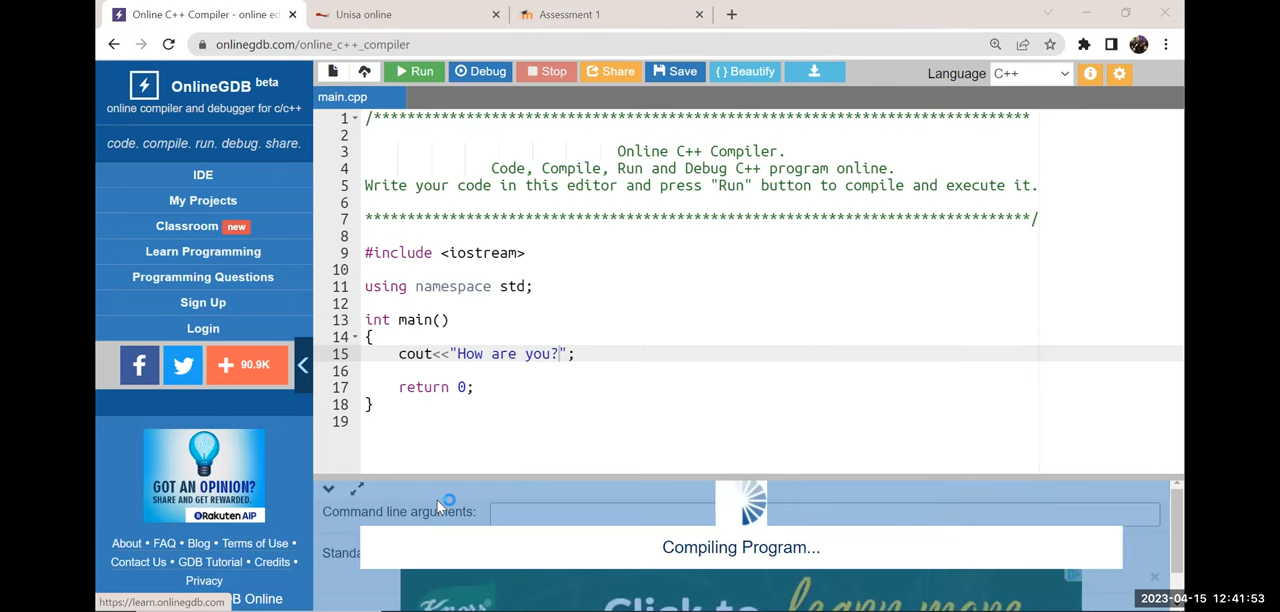 Online C++ Compiler - online ed
Unisa online
Assessment 1
onlinegdb.com/online_c++_compiler
OnlineGDB beta
online compiler and debugger for c/c++
code. compile. run. debug. share.
IDE
My Projects
Classroom new
Learn Programming
Programming Questions
Sign Up
Login
90.9K
GOT AN OPINION?
SHARE AND GET REWARDED.
Rakuten AIP
About • FAQ • Blog • Terms of Use •
Contact Us • GDB Tutorial • Credits •
Privacy
https://learn.onlinegdb.com
B Online
Run
Debug
Stop
Share
Save
{ } Beautify
Language C++
main.cpp
1 /******************************************************************************
2
3 Online C++ Compiler.
4 Code, Compile, Run and Debug C++ program online.
5 Write your code in this editor and press "Run" button to compile and execute it.
6
7 *******************************************************************************/
8
9 #include <iostream>
10
11 using namespace std;
12
13 int main()
14 {
15 cout<<"How are you?";
16
17 return 0;
18 }
19
Command line arguments:
Standa
Compiling Program...
Know
Click to learn more
2023-04-15 12:41:53